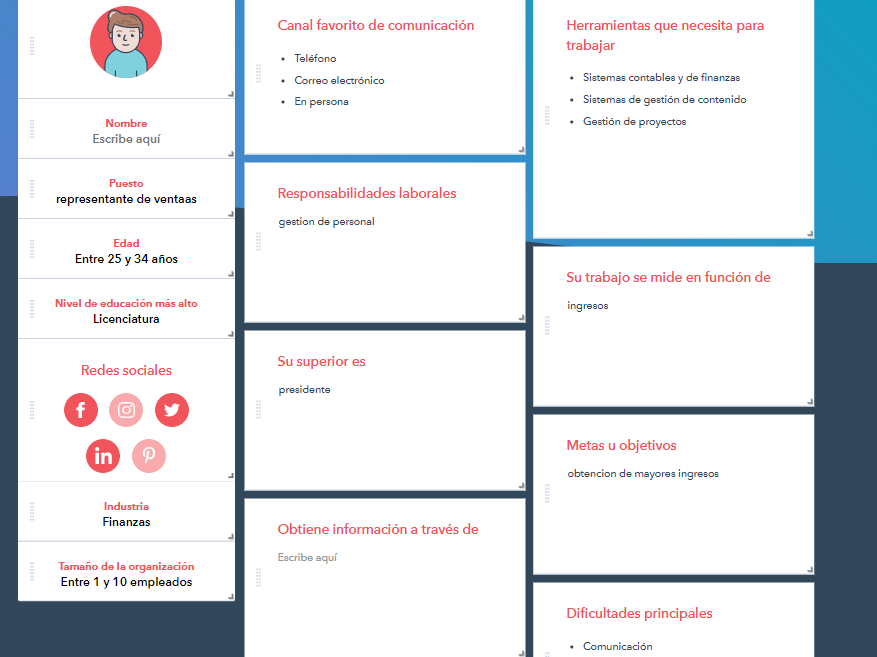 Nombre
Escribe aquí
Puesto
representante de ventaas
Edad
Entre 25 y 34 años
Nivel de educación más alto
Licenciatura
Redes sociales
Industria
Finanzas
Tamaño de la organización
Entre 1 y 10 empleados
Canal favorito de comunicación
• Teléfono
• Correo electrónico
• En persona
Responsabilidades laborales
gestion de personal
Su superior es
presidente
Obtiene información a través de
Escribe aquí
Herramientas que necesita para
trabajar
• Sistemas contables y de finanzas
• Sistemas de gestión de contenido
• Gestión de proyectos
Su trabajo se mide en función de
ingresos
Metas u objetivos
obtencion de mayores ingresos
Dificultades principales
• Comunicación